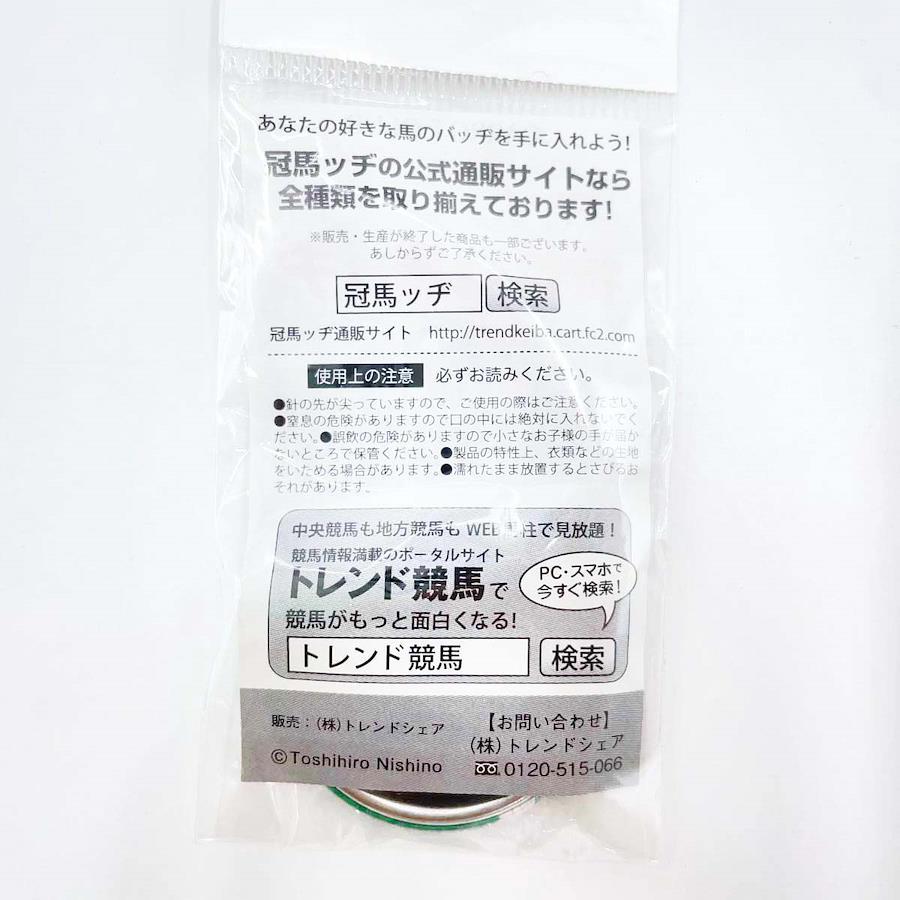 あなたの好きな馬のバッヂを手に入れよう!
冠馬ッヂの公式通販サイトなら
全種類を取り揃えております!
※販売・生産が終了した商品も一部ございます。
あしからずご了承ください。
冠馬ッヂ 検索
冠馬ッヂ通販サイト http://trendkeiba.cart.fc2.com
使用上の注意 必ずお読みください。
●針の先が尖っていますので、ご使用の際はご注意ください。
●窒息の危険がありますので口の中には絶対に入れないでく
ださい。●誤飲の危険がありますので小さなお子様の手が届か
ないところで保管ください。●製品の特性上、衣類などの生地
をいためる場合があります。●濡れたまま放置するとさびるお
それがあります。
中央競馬も地方競馬も WEB馬柱で見放題!
競馬情報満載のポータルサイト
トレンド競馬で
競馬がもっと面白くなる!
PC・スマホで
今すぐ検索!
トレンド競馬 検索
販売:(株)トレンドシェア
©Toshihiro Nishino
【お問い合わせ】
(株)トレンドシェア
0120-515-066